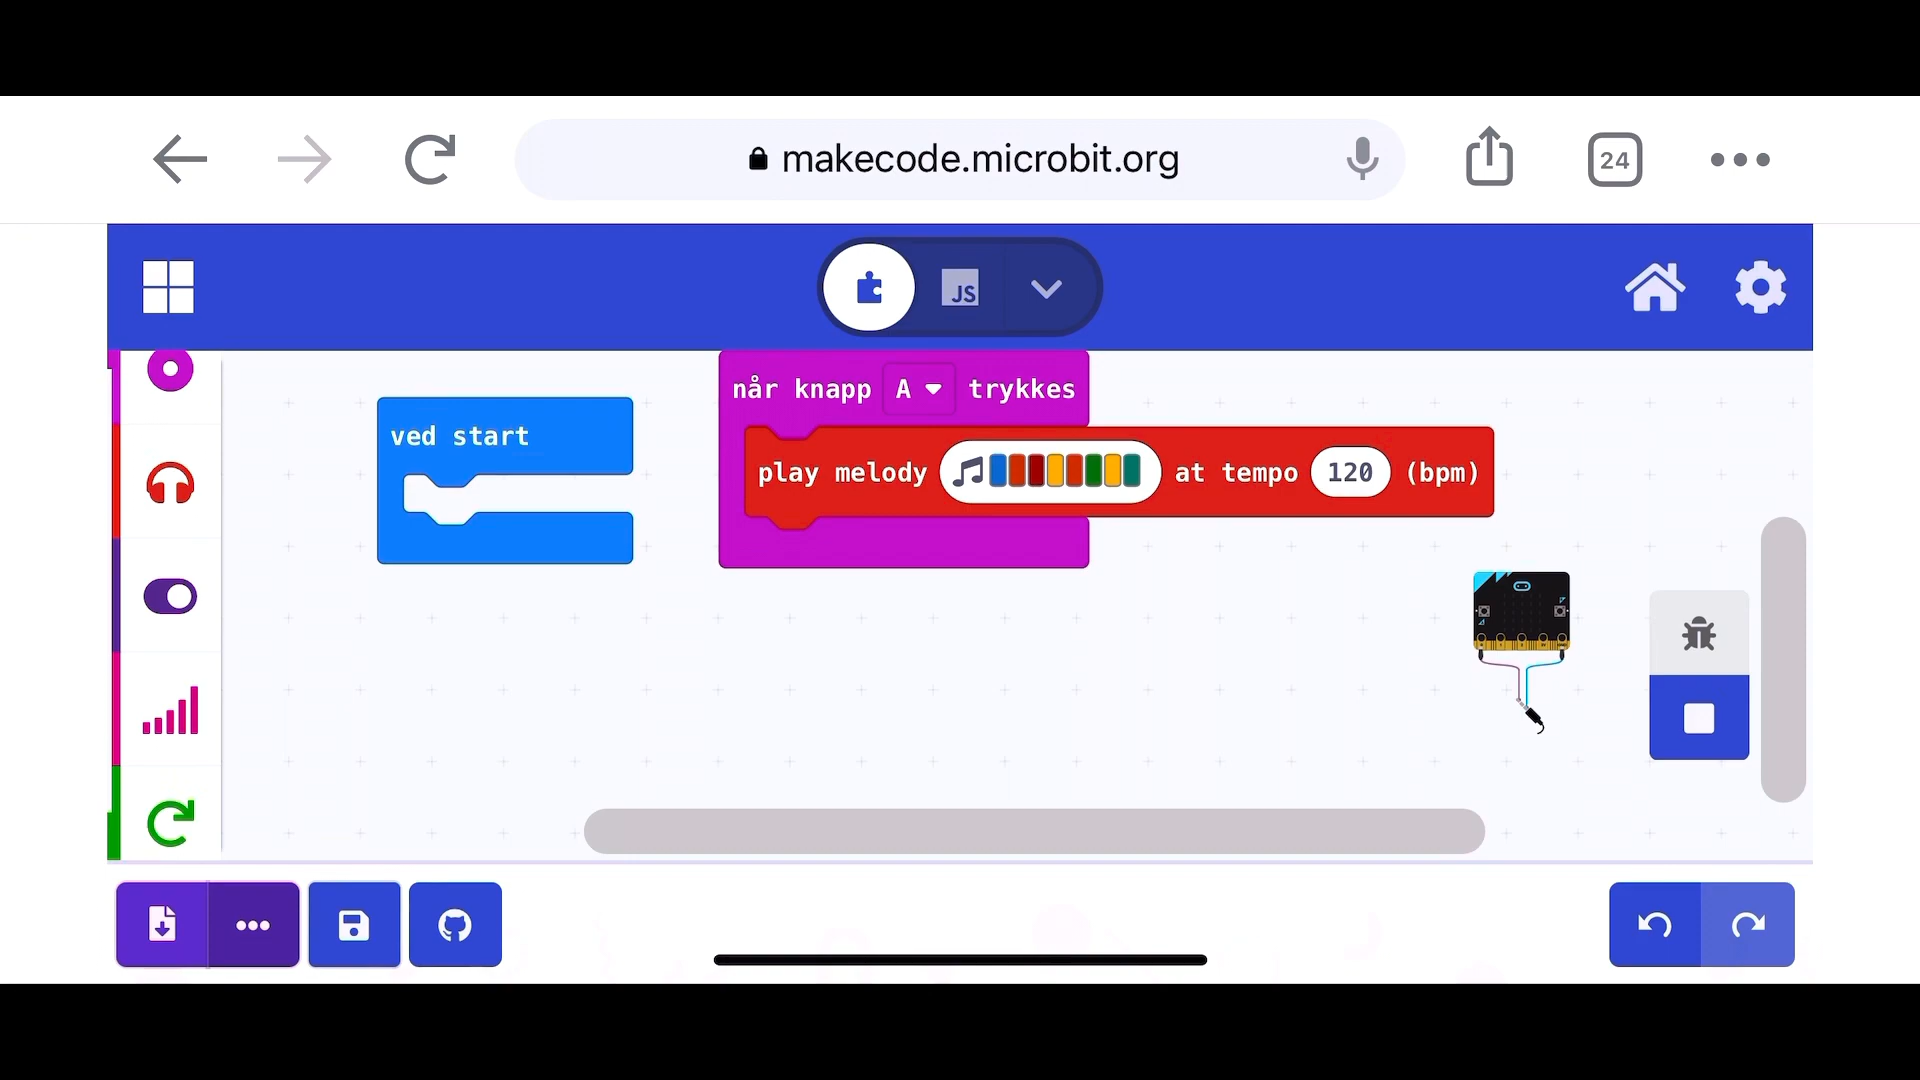 makecode.microbit.org
24
JS
når knapp A trykkes
ved start
play melody at tempo 120 (bpm)